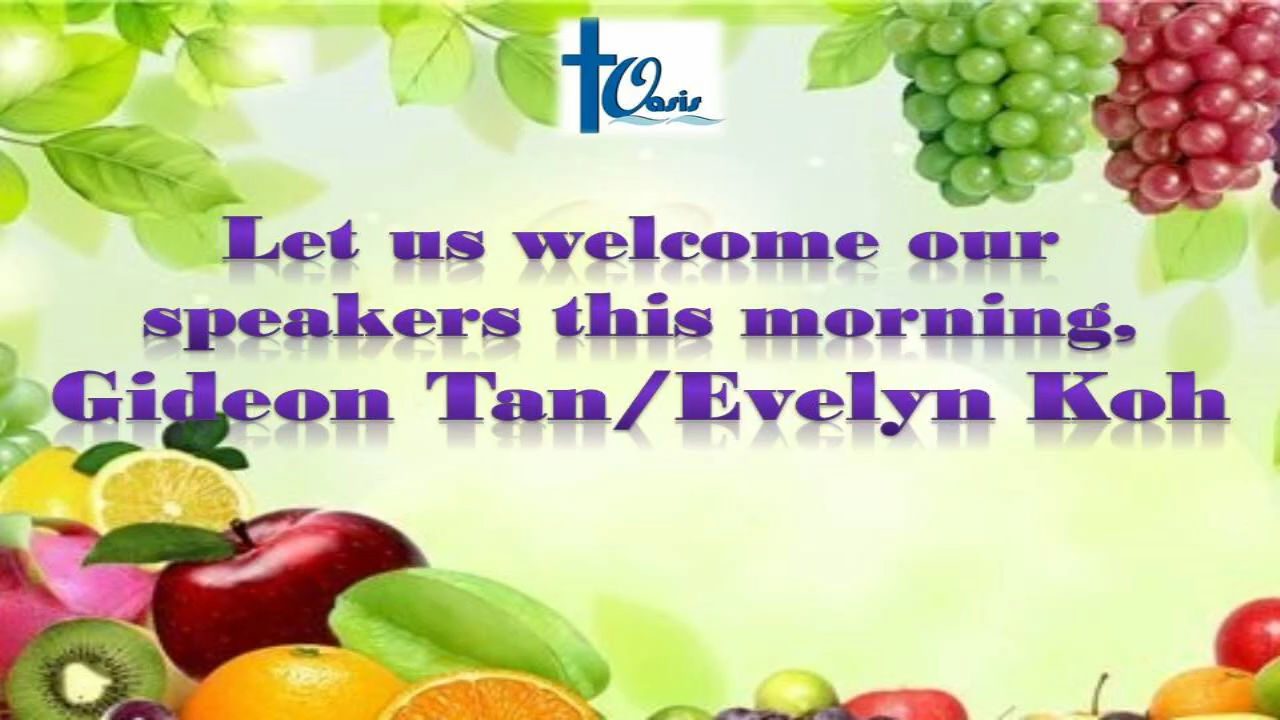 Oasis
Let us welcome our
speakers this morning,
Gideon Tan/Evelyn Koh